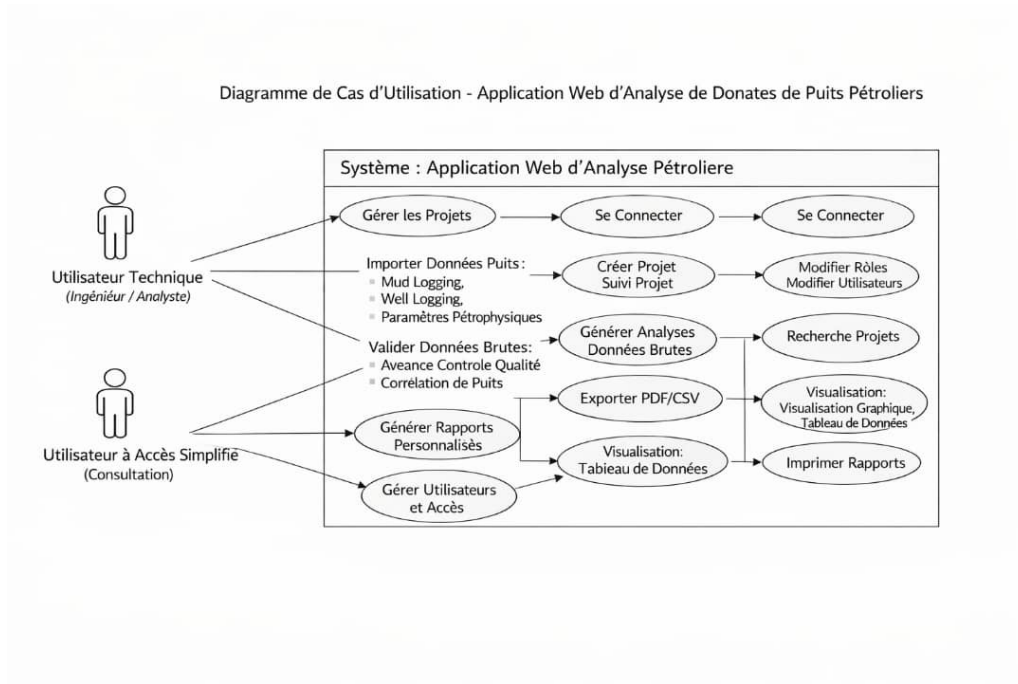 Diagramme de Cas d'Utilisation - Application Web d'Analyse de Donates de Puits Pétroliers
Système : Application Web d'Analyse Pétroliere
Utilisateur Technique
(Ingénieur / Analyste)
Utilisateur à Accès Simplifié
(Consultation)
Gérer les Projets
Se Connecter
Se Connecter
Importer Données Puits :
Mud Logging,
Well Logging,
Paramètres Pétrophysiques
Créer Projet
Suivi Projet
Modifier Ròles
Modifier Utilisateurs
Valider Données Brutes:
Aveance Controle Qualité
Corrélation de Puits
Générer Analyses
Données Brutes
Recherche Projets
Exporter PDF/CSV
Visualisation:
Visualisation Graphique,
Tableau de Données
Générer Rapports
Personnalisès
Visualisation:
Tabieau de Données
Imprimer Rapports
Gérer Utilisateurs
et Accès